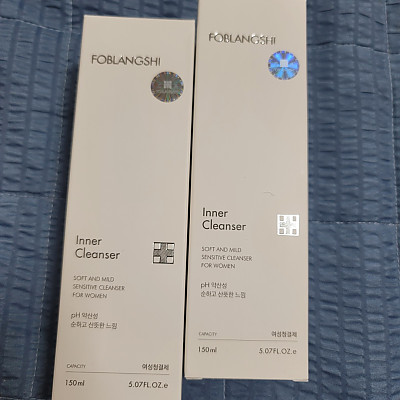 FOBLANGSHI
Inner
Cleanser
SOFT AND MILD
SENSITIVE CLEANSER
FOR WOMEN
pH 약산성
순하고 산뜻한 느낌
CAPACITY 여성청결제
150ml 5.07FL.OZ.e
FOBLANGSHI
Inner
Cleanser
SOFT AND MILD
SENSITIVE CLEANSER
FOR WOMEN
pH 약산성
순하고 산뜻한 느낌
CAPACITY 여성청결제
150ml 5.07FL.OZ.e